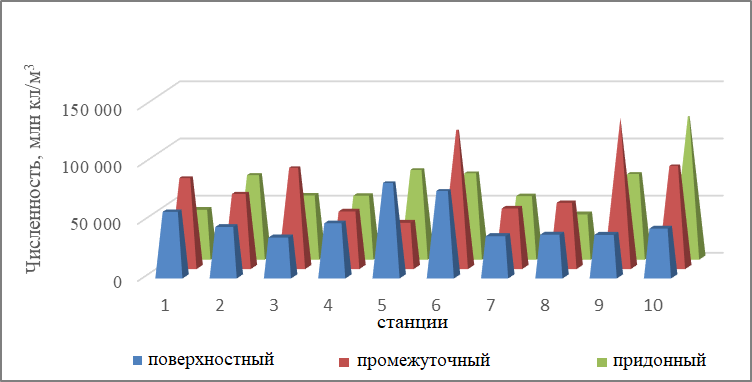 Численность, млн кл/м³
150 000
100 000
50 000
0
1 2 3 4 5 6 7 8 9 10
станции
поверхностный промежуточный придонный